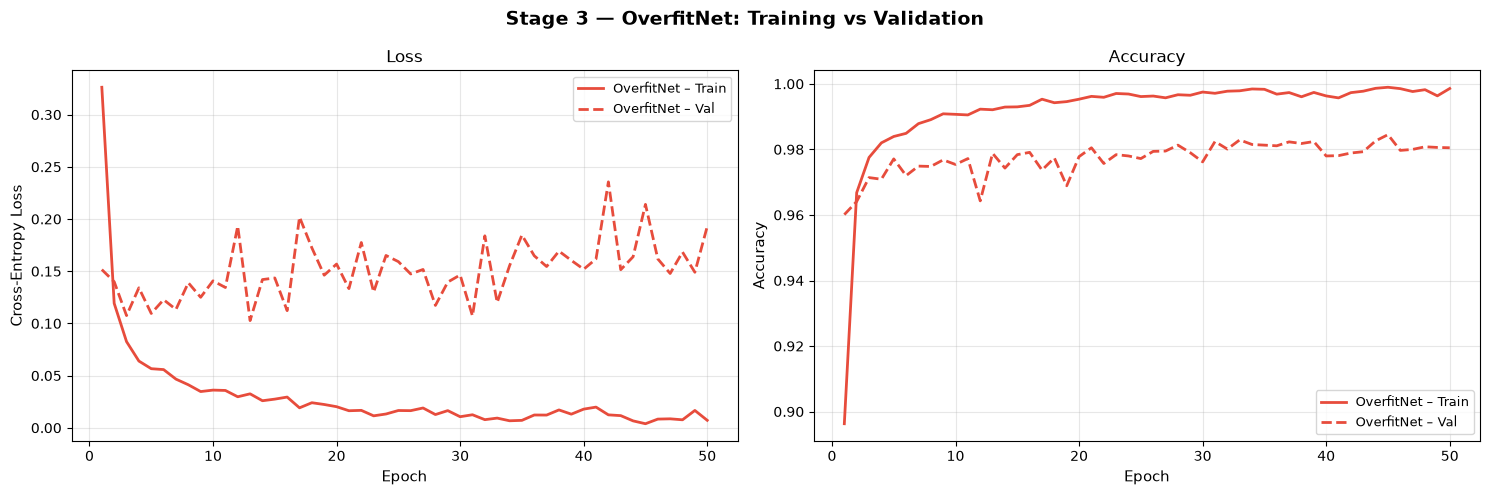 Stage 3 — OverfitNet: Training vs Validation
Loss
Cross-Entropy Loss
0.30
0.25
0.20
0.15
0.10
0.05
0.00
OverfitNet – Train
OverfitNet – Val
0 10 20 30 40 50
Epoch
Accuracy
Accuracy
1.00
0.98
0.96
0.94
0.92
0.90
OverfitNet – Train
OverfitNet – Val
0 10 20 30 40 50
Epoch